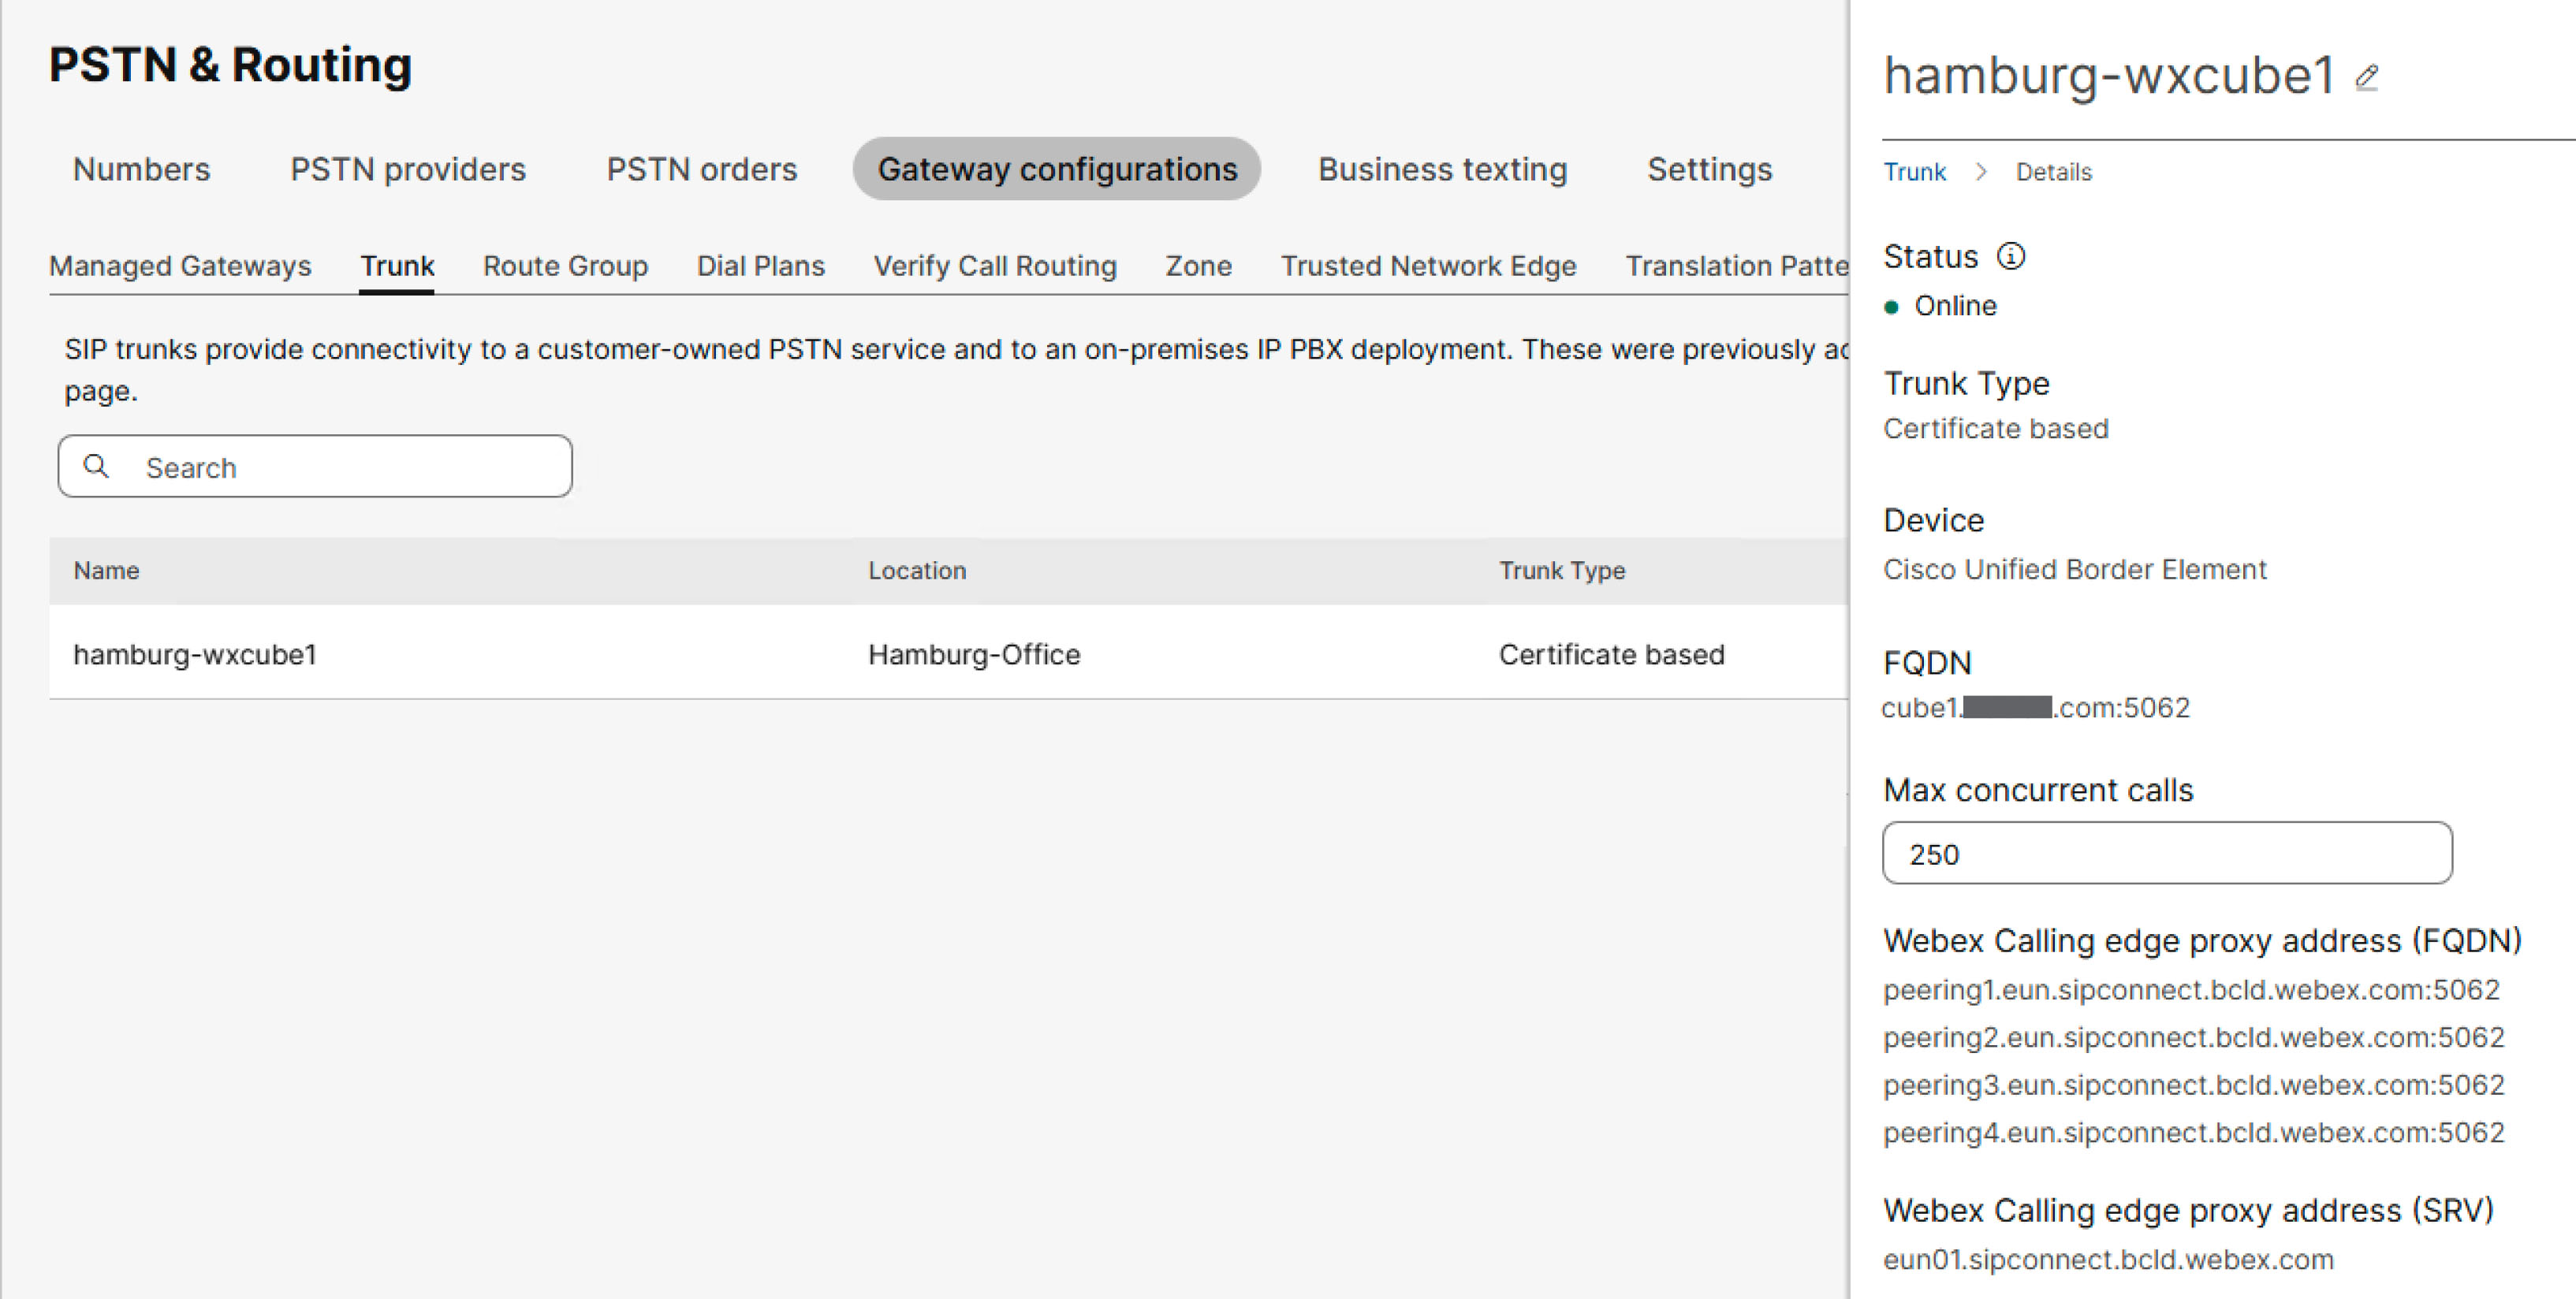 PSTN & Routing
Numbers PSTN providers PSTN orders Gateway configurations Business texting Settings
Managed Gateways Trunk Route Group Dial Plans Verify Call Routing Zone Trusted Network Edge Translation Patte
SIP trunks provide connectivity to a customer-owned PSTN service and to an on-premises IP PBX deployment. These were previously ac
page.
Search
Name Location Trunk Type
hamburg-wxcube1 Hamburg-Office Certificate based
hamburg-wxcube1
Trunk > Details
Status
Online
Trunk Type
Certificate based
Device
Cisco Unified Border Element
FQDN
cube1. .com:5062
Max concurrent calls
250
Webex Calling edge proxy address (FQDN)
peering1.eun.sipconnect.bcld.webex.com:5062
peering2.eun.sipconnect.bcld.webex.com:5062
peering3.eun.sipconnect.bcld.webex.com:5062
peering4.eun.sipconnect.bcld.webex.com:5062
Webex Calling edge proxy address (SRV)
eun01.sipconnect.bcld.webex.com